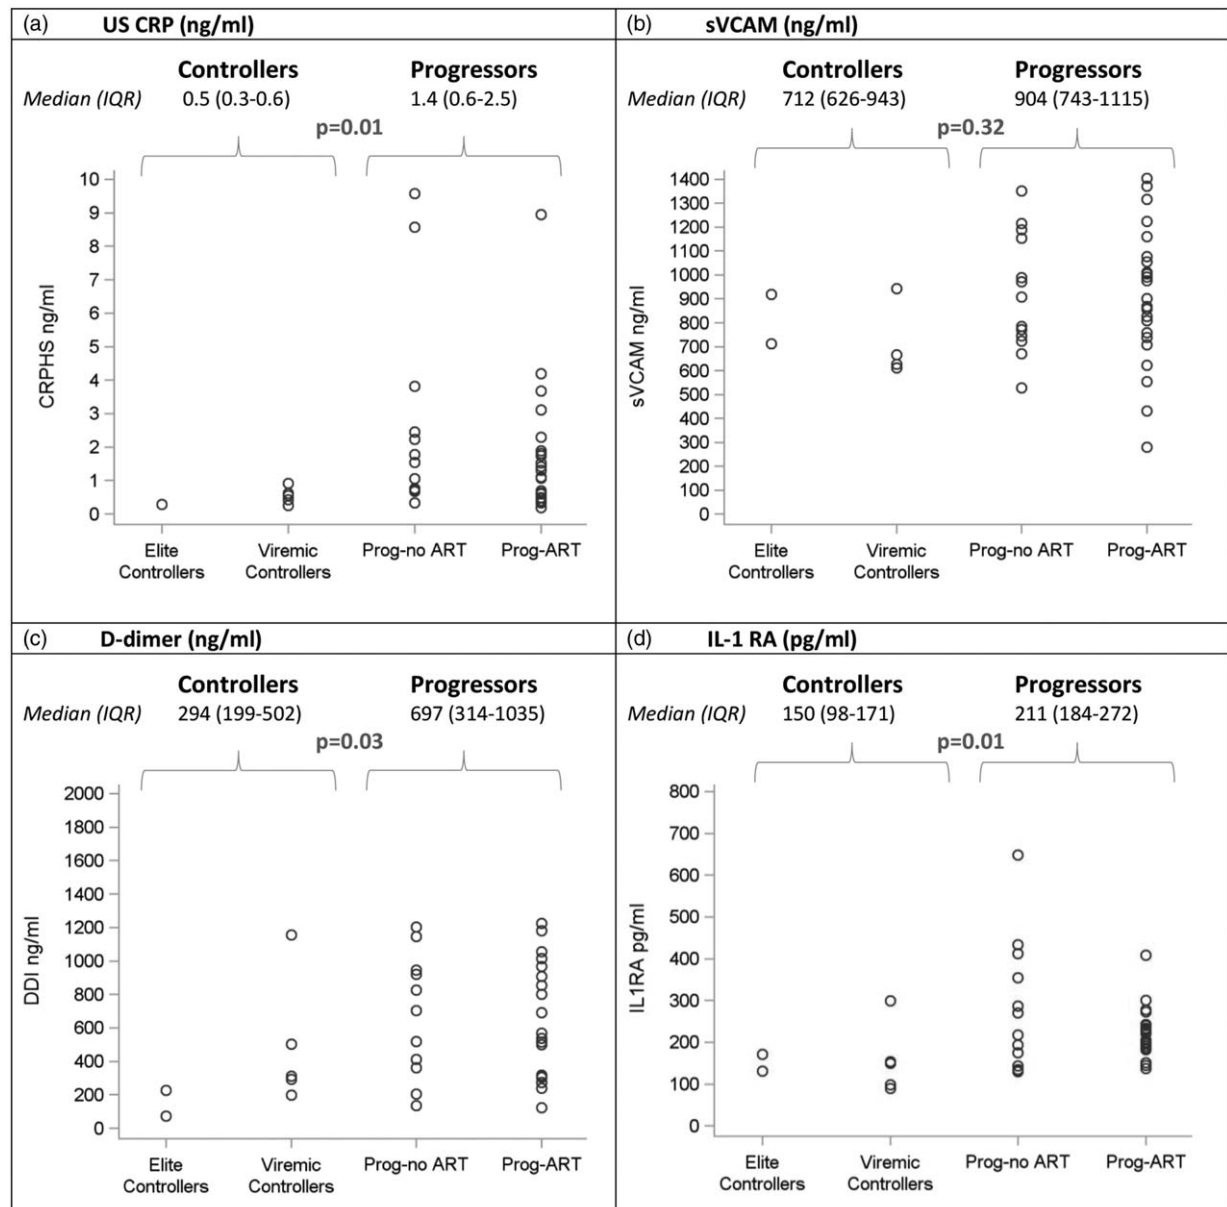 (a) US CRP (ng/ml)
Controllers Progressors
Median (IQR) 0.5 (0.3-0.6) 1.4 (0.6-2.5)
p=0.01
10
9
8
7
6
5
4
3
2
1
0
CRPHS ng/ml
Elite Controllers
Viremic Controllers
Prog-no ART
Prog-ART
(b) sVCAM (ng/ml)
Controllers Progressors
Median (IQR) 712 (626-943) 904 (743-1115)
p=0.32
1400
1300
1200
1100
1000
900
800
700
600
500
400
300
200
100
0
sVCAM ng/ml
Elite Controllers
Viremic Controllers
Prog-no ART
Prog-ART
(c) D-dimer (ng/ml)
Controllers Progressors
Median (IQR) 294 (199-502) 697 (314-1035)
p=0.03
2000
1800
1600
1400
1200
1000
800
600
400
200
0
DDI ng/ml
Elite Controllers
Viremic Controllers
Prog-no ART
Prog-ART
(d) IL-1 RA (pg/ml)
Controllers Progressors
Median (IQR) 150 (98-171) 211 (184-272)
p=0.01
800
700
600
500
400
300
200
100
0
IL1RA pg/ml
Elite Controllers
Viremic Controllers
Prog-no ART
Prog-ART